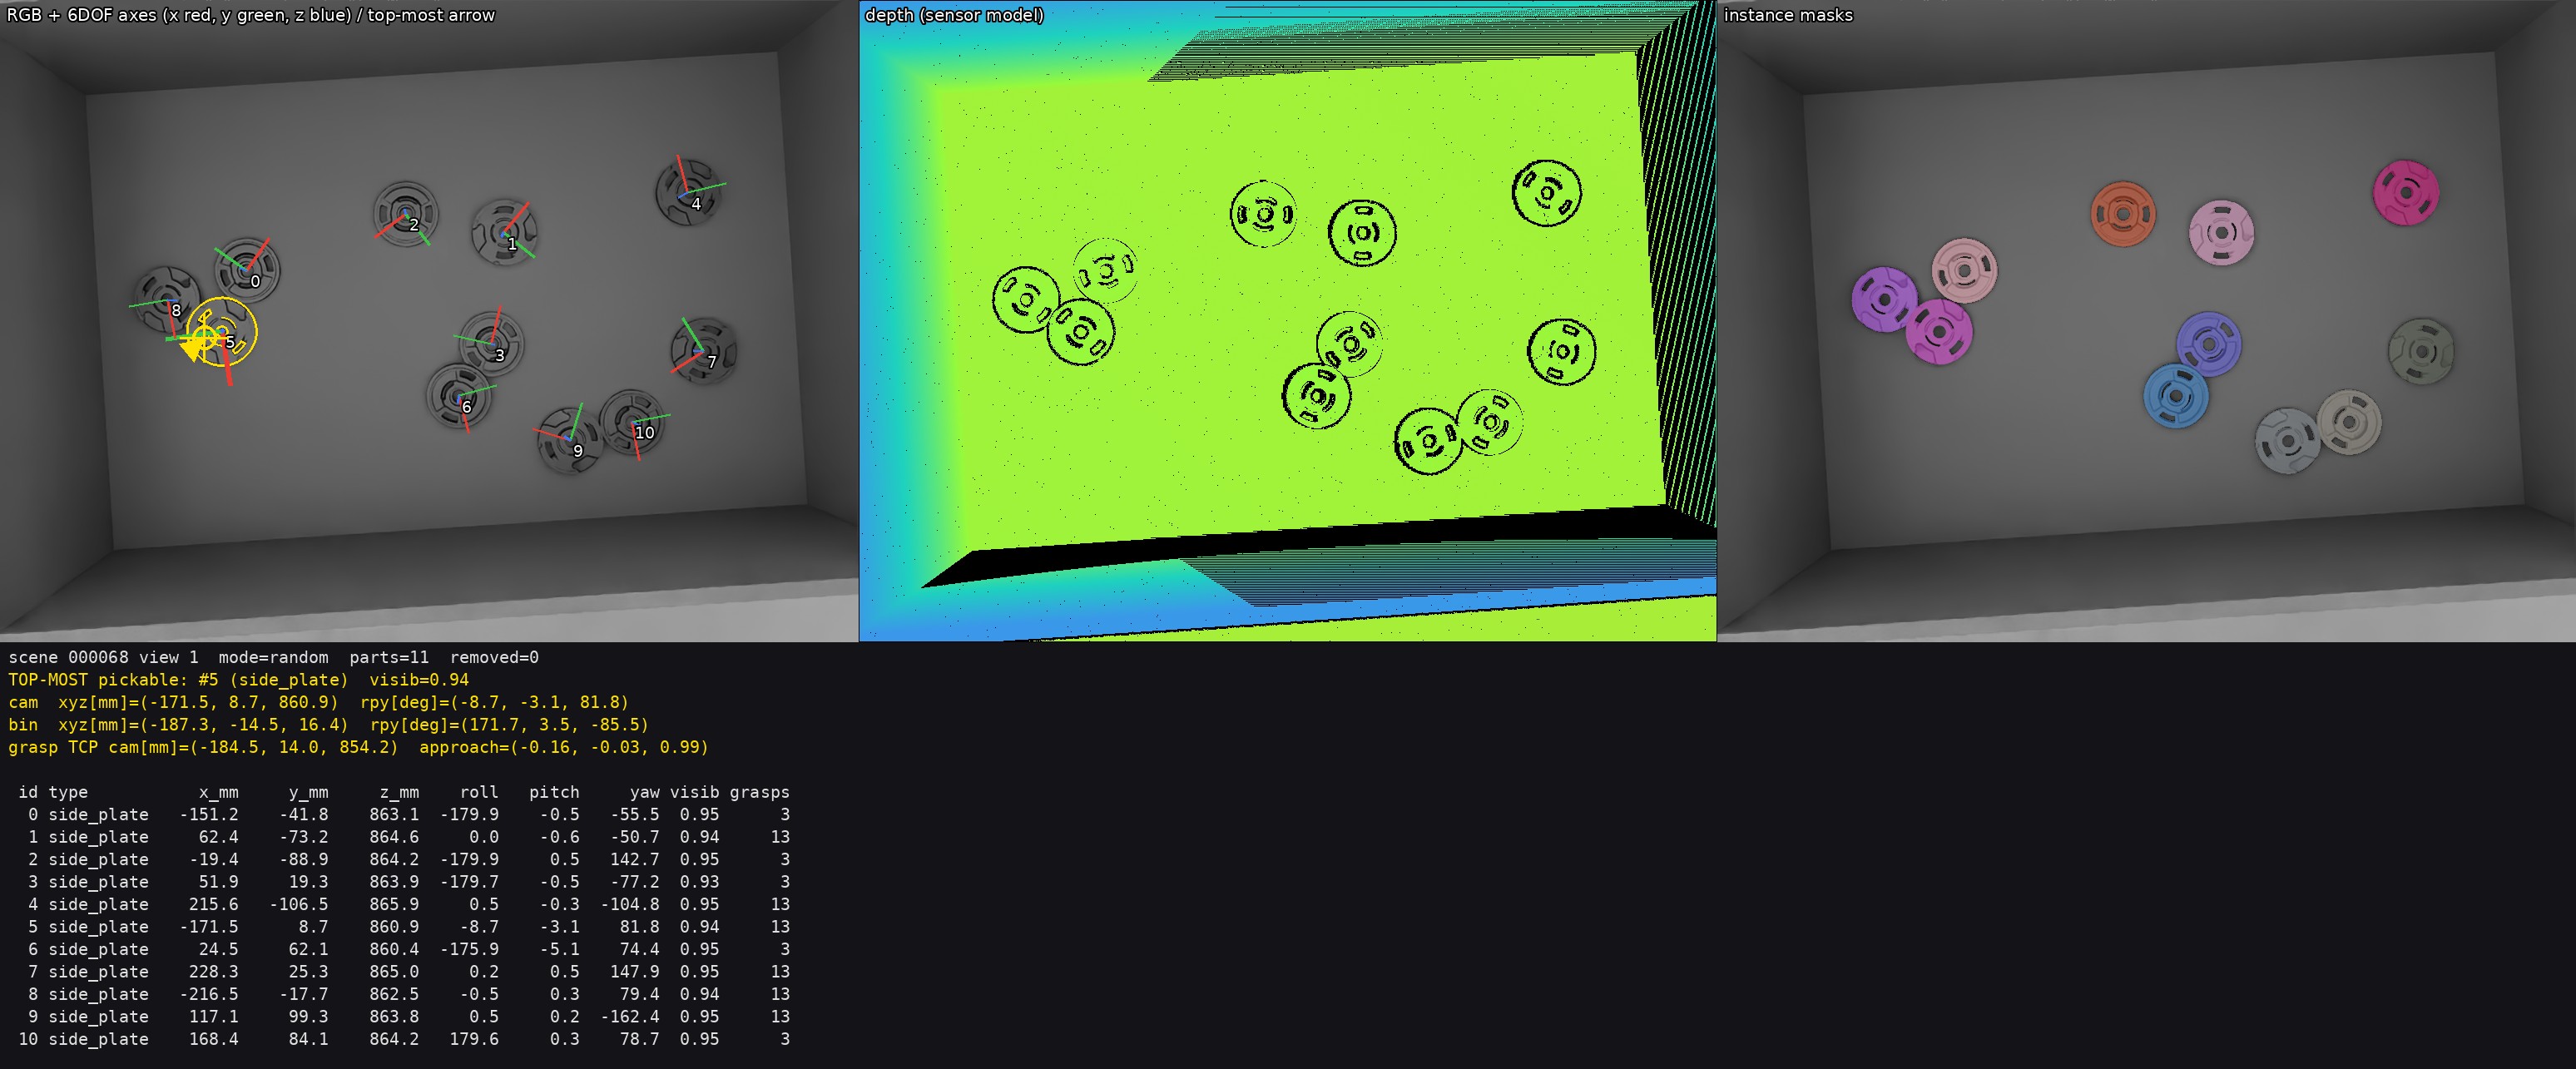 RGB + 6DOF axes (x red, y green, z blue) / top-most arrow
depth (sensor model)
instance masks
4
2
1
0
8
5
3
7
6
10
9
scene 000068 view 1  mode=random  parts=11  removed=0
TOP-MOST pickable: #5 (side_plate)  visib=0.94
cam  xyz[mm]=(-171.5, 8.7, 860.9)  rpy[deg]=(-8.7, -3.1, 81.8)
bin  xyz[mm]=(-187.3, -14.5, 16.4)  rpy[deg]=(171.7, 3.5, -85.5)
grasp TCP cam[mm]=(-184.5, 14.0, 854.2)  approach=(-0.16, -0.03, 0.99)
id type x_mm y_mm z_mm roll pitch yaw visib grasps
0 side_plate -151.2 -41.8 863.1 -179.9 -0.5 -55.5 0.95 3
1 side_plate 62.4 -73.2 864.6 0.0 -0.6 -50.7 0.94 13
2 side_plate -19.4 -88.9 864.2 -179.9 0.5 142.7 0.95 3
3 side_plate 51.9 19.3 863.9 -179.7 -0.5 -77.2 0.93 3
4 side_plate 215.6 -106.5 865.9 0.5 -0.3 -104.8 0.95 13
5 side_plate -171.5 8.7 860.9 -8.7 -3.1 81.8 0.94 13
6 side_plate 24.5 62.1 860.4 -175.9 -5.1 74.4 0.95 3
7 side_plate 228.3 25.3 865.0 0.2 0.5 147.9 0.95 13
8 side_plate -216.5 -17.7 862.5 -0.5 0.3 79.4 0.94 13
9 side_plate 117.1 99.3 863.8 0.5 0.2 -162.4 0.95 13
10 side_plate 168.4 84.1 864.2 179.6 0.3 78.7 0.95 3